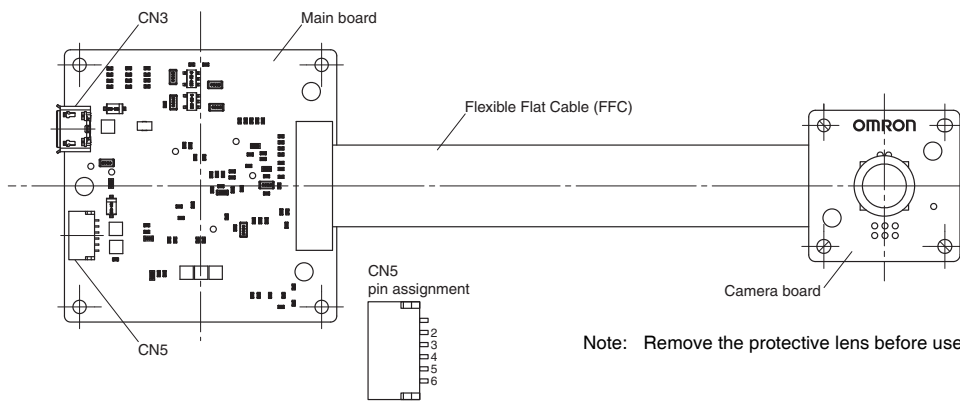 CN3
Main board
Flexible Flat Cable (FFC)
OMRON
CN5
pin assignment
2
3
4
5
6
Camera board
CN5
Note: Remove the protective lens before use